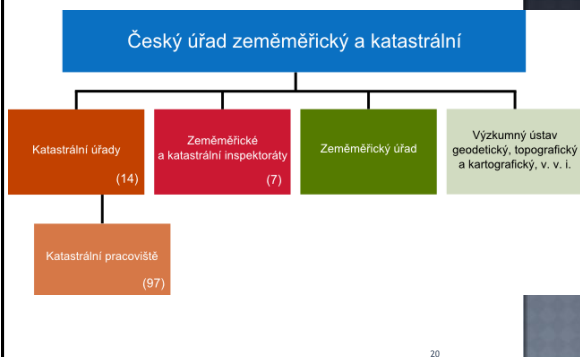 Český úřad zeměměřický a katastrální
Katastrální úřady
(14)
Zeměměřické
a katastrální inspektoráty
(7)
Zeměměřický úřad
Výzkumný ústav
geodetický, topografický
a kartografický, v. v. i.
Katastrální pracoviště
(97)
20